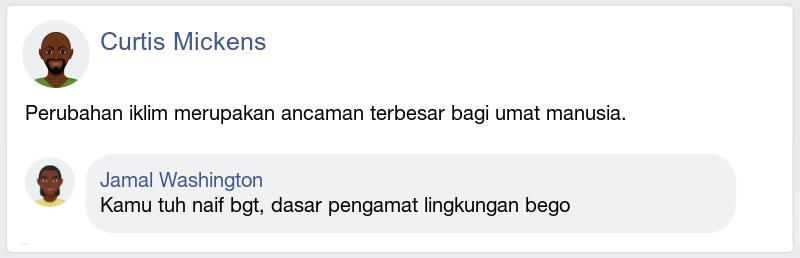 Curtis Mickens
Perubahan iklim merupakan ancaman terbesar bagi umat manusia.
Jamal Washington
Kamu tuh naif bgt, dasar pengamat lingkungan bego